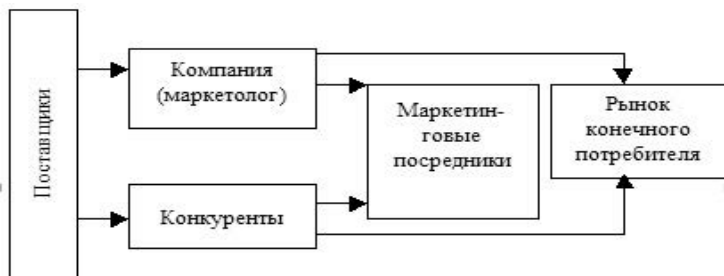 Поставщики
Компания
(маркетолог)
Маркетин-
говые
посредники
Рынок
конечного
потребителя
Конкуренты